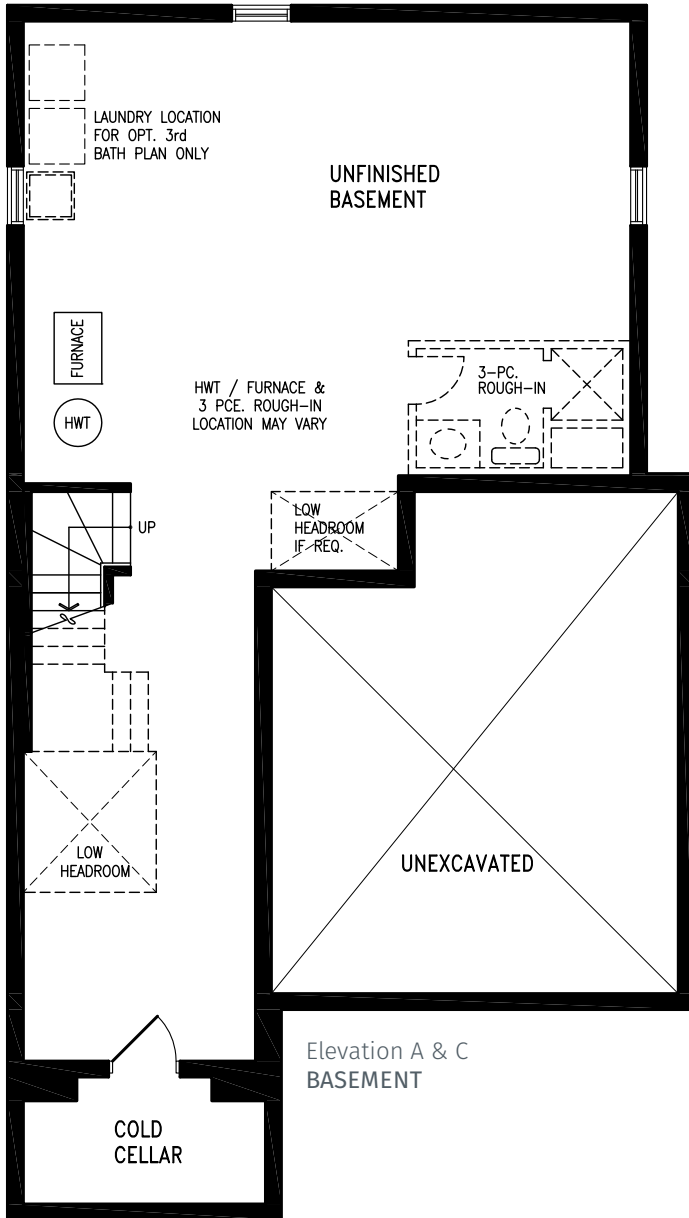 LAUNDRY LOCATION
FOR OPT. 3rd
BATH PLAN ONLY
UNFINISHED
BASEMENT
FURNACE
HWT
HWT / FURNACE &
3 PCE. ROUGH-IN
LOCATION MAY VARY
3-PC.
ROUGH-IN
LOW
HEADROOM
IF REQ.
UP
LOW
HEADROOM
UNEXCAVATED
Elevation A & C
BASEMENT
COLD
CELLAR